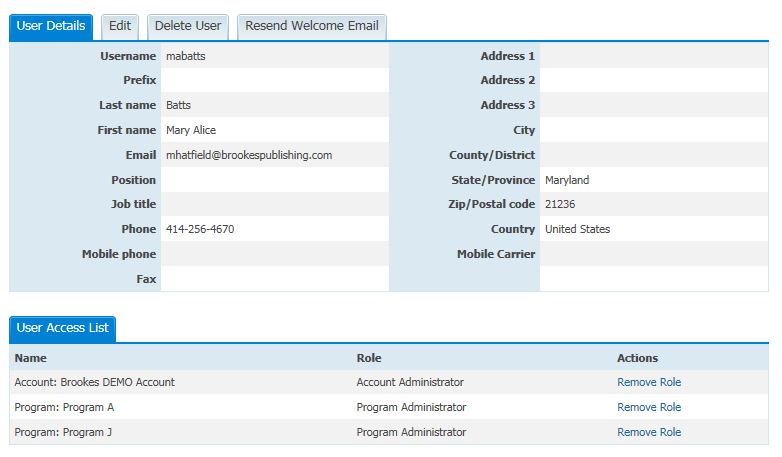 User Details Edit Delete User Resend Welcome Email
Username mabatts Address 1
Prefix Address 2
Last name Batts Address 3
First name Mary Alice City
Email mhatfield@brookespublishing.com County/District
Position State/Province Maryland
Job title Zip/Postal code 21236
Phone 414-256-4670 Country United States
Mobile phone Mobile Carrier
Fax
User Access List
Name Role Actions
Account: Brookes DEMO Account Account Administrator Remove Role
Program: Program A Program Administrator Remove Role
Program: Program J Program Administrator Remove Role